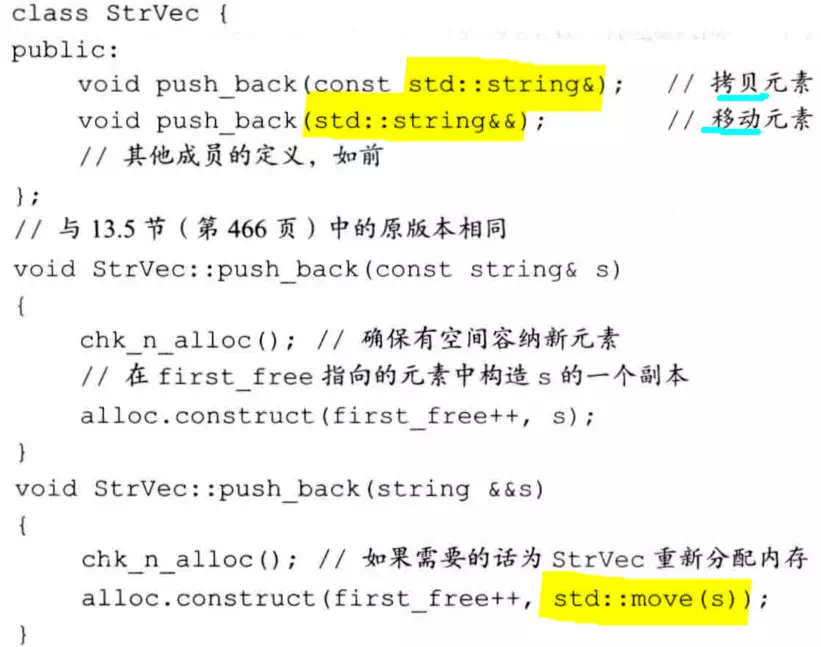 class StrVec {
public:
void push_back(const std::string&); // 拷贝元素
void push_back(std::string&&); // 移动元素
// 其他成员的定义，如前
};
// 与 13.5 节（第 466 页）中的原版本相同
void StrVec::push_back(const string& s)
{
chk_n_alloc(); // 确保有空间容纳新元素
// 在 first_free 指向的元素中构造 s 的一个副本
alloc.construct(first_free++, s);
}
void StrVec::push_back(string &&s)
{
chk_n_alloc(); // 如果需要的话为 StrVec 重新分配内存
alloc.construct(first_free++, std::move(s));
}